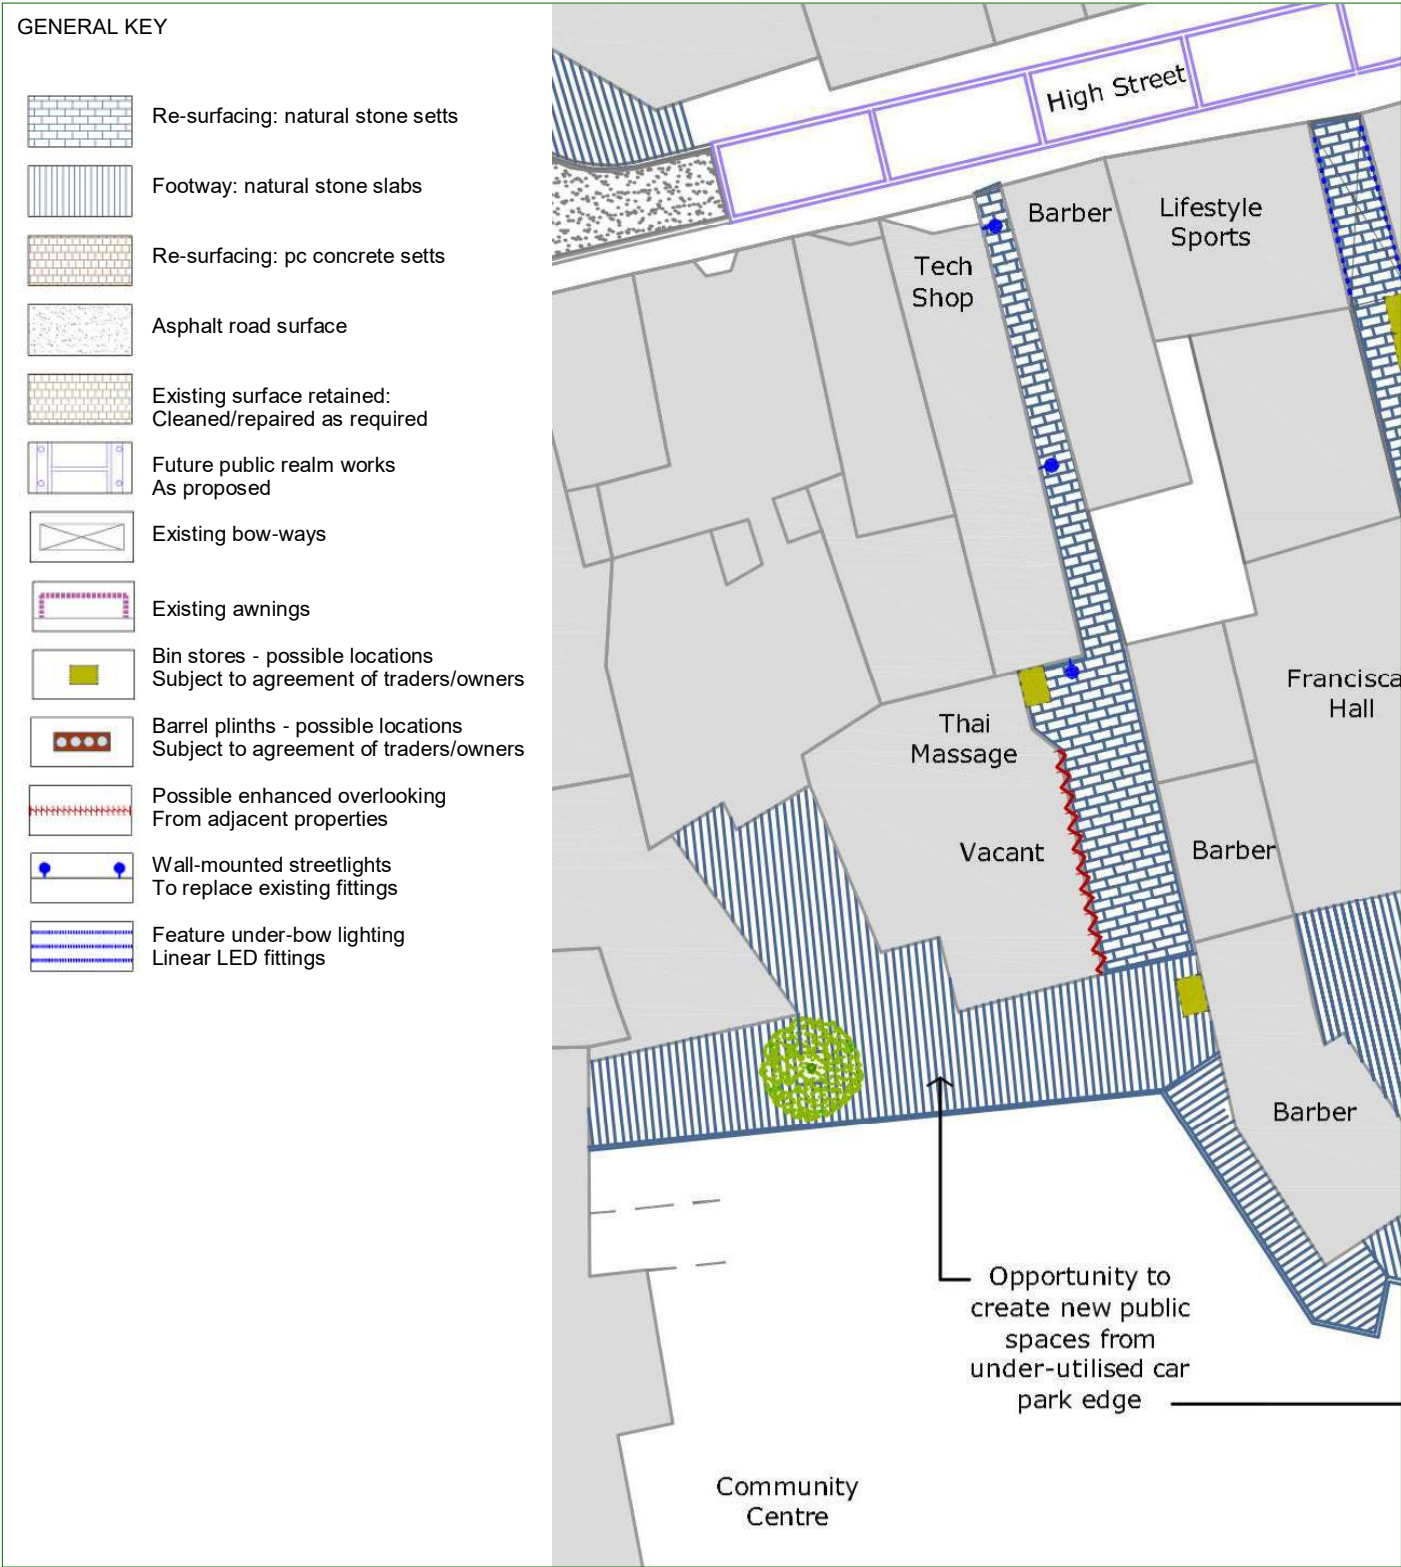 GENERAL KEY
Re-surfacing: natural stone setts
Footway: natural stone slabs
Re-surfacing: pc concrete setts
Asphalt road surface
Existing surface retained:
Cleaned/repaired as required
Future public realm works
As proposed
Existing bow-ways
Existing awnings
Bin stores - possible locations
Subject to agreement of traders/owners
Barrel plinths - possible locations
Subject to agreement of traders/owners
Possible enhanced overlooking
From adjacent properties
Wall-mounted streetlights
To replace existing fittings
Feature under-bow lighting
Linear LED fittings
High Street
Barber
Lifestyle
Sports
Tech
Shop
Francisca
Hall
Thai
Massage
Vacant
Barber
Barber
Opportunity to
create new public
spaces from
under-utilised car
park edge
Community
Centre